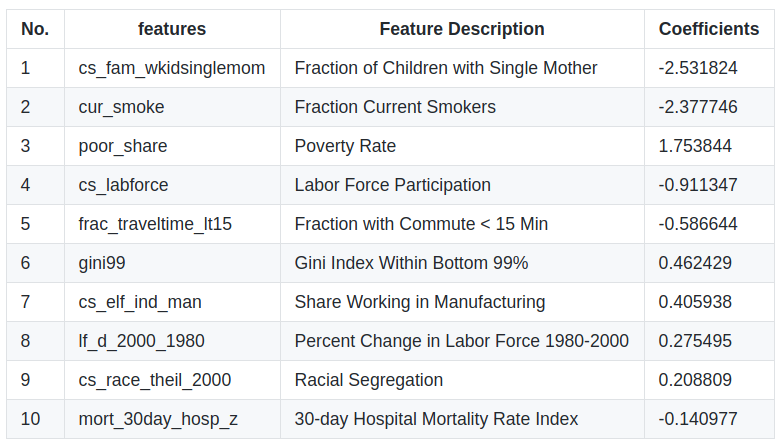 No. features Feature Description Coefficients
1 cs_fam_wkidsinglemom Fraction of Children with Single Mother -2.531824
2 cur_smoke Fraction Current Smokers -2.377746
3 poor_share Poverty Rate 1.753844
4 cs_labforce Labor Force Participation -0.911347
5 frac_traveltime_lt15 Fraction with Commute < 15 Min -0.586644
6 gini99 Gini Index Within Bottom 99% 0.462429
7 cs_elf_ind_man Share Working in Manufacturing 0.405938
8 lf_d_2000_1980 Percent Change in Labor Force 1980-2000 0.275495
9 cs_race_theil_2000 Racial Segregation 0.208809
10 mort_30day_hosp_z 30-day Hospital Mortality Rate Index -0.140977